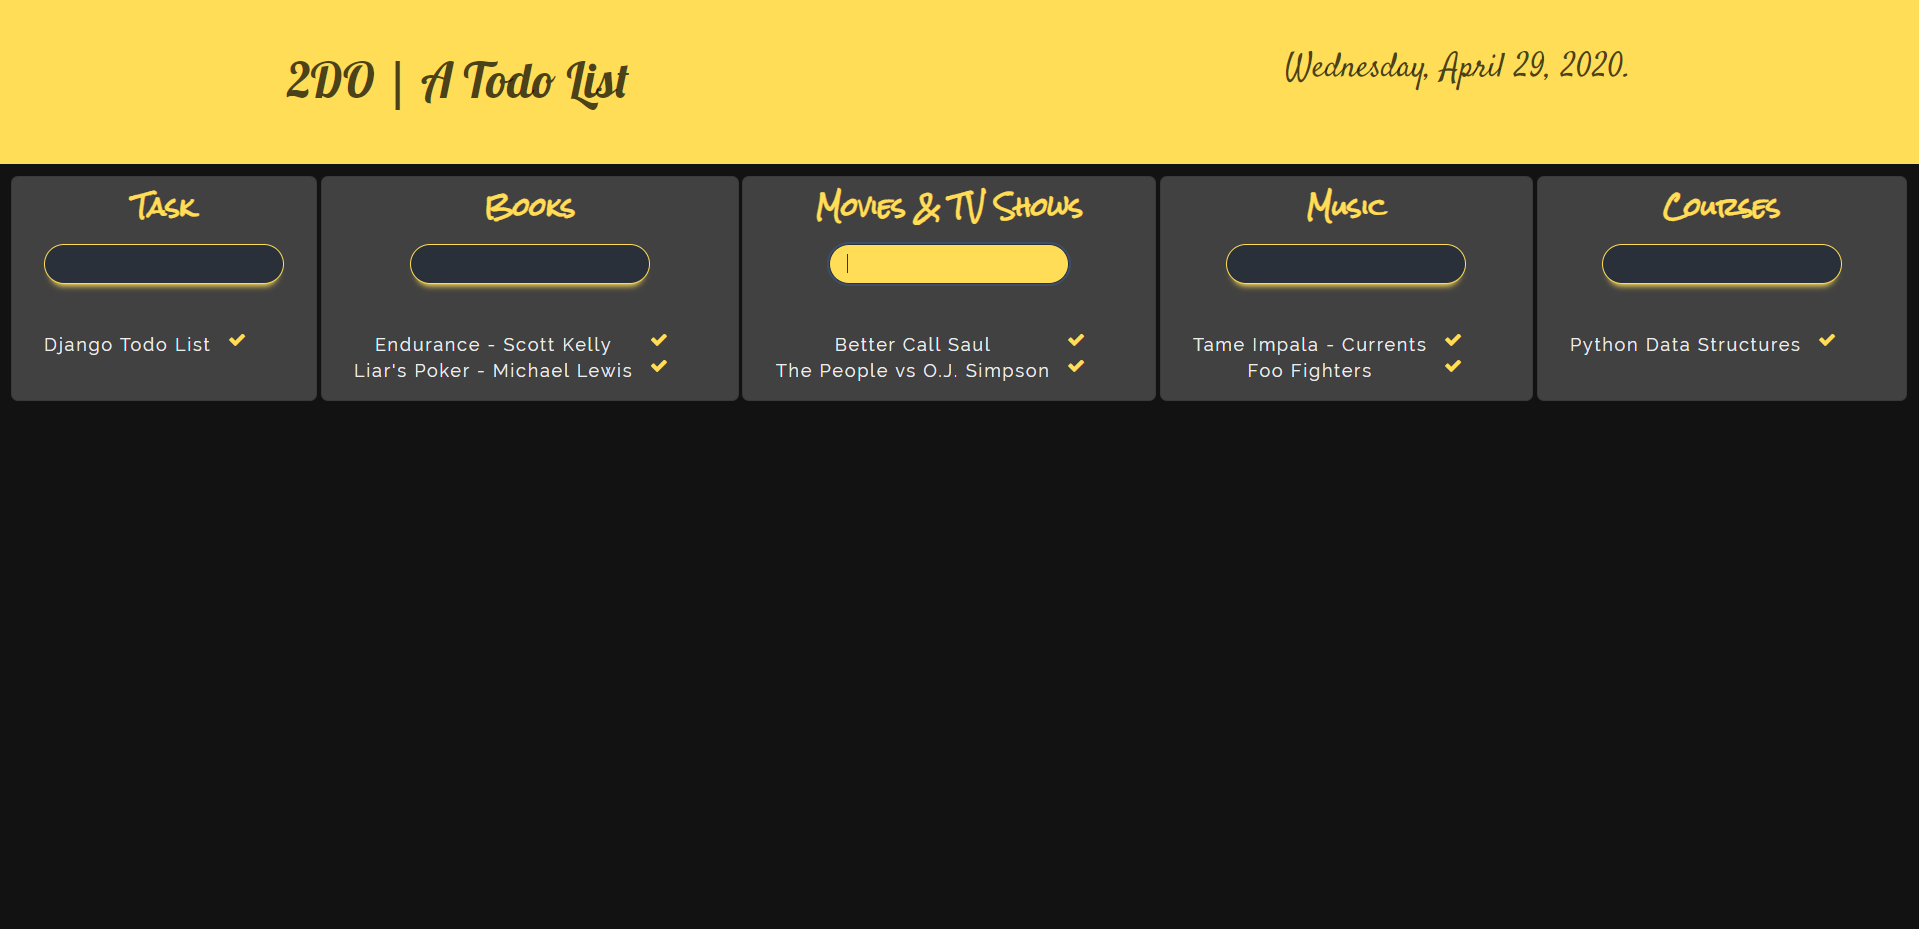 2DO | A Todo List
Wednesday, April 29, 2020.
Task
Django Todo List
Books
Endurance - Scott Kelly
Liar's Poker - Michael Lewis
Movies & TV Shows
Better Call Saul
The People vs O.J. Simpson
Music
Tame Impala - Currents
Foo Fighters
Courses
Python Data Structures